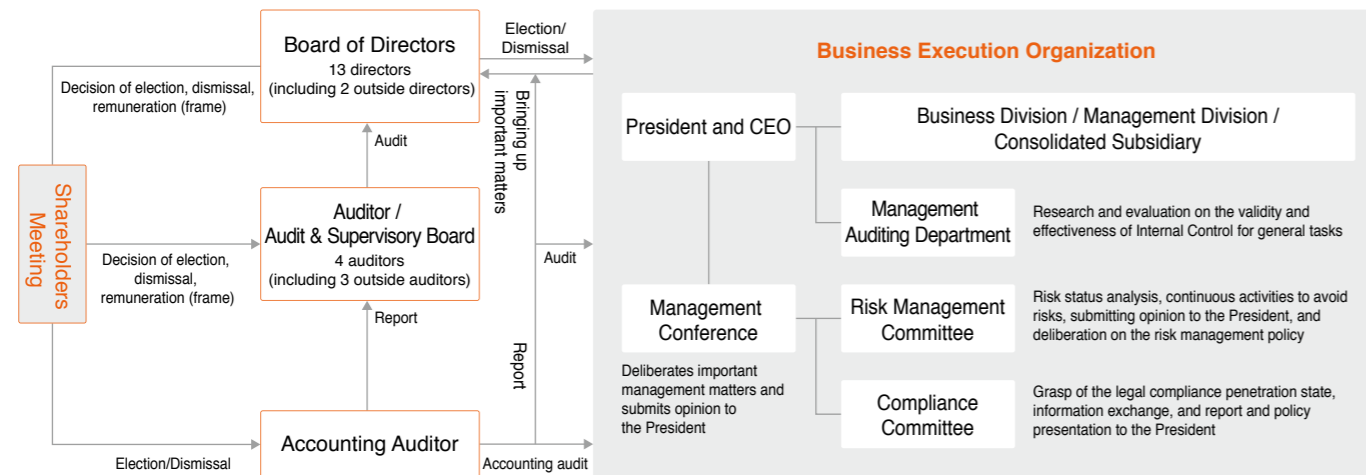 Board of Directors
13 directors
(including 2 outside directors)
Election/
Dismissal
Decision of election, dismissal,
remuneration (frame)
Bringing up
important matters
Audit
Shareholders
Meeting
Auditor /
Audit & Supervisory Board
4 auditors
(including 3 outside auditors)
Decision of election,
dismissal,
remuneration (frame)
Audit
Report
Report
Accounting Auditor
Election/Dismissal
Accounting audit
Business Execution Organization
President and CEO
Business Division / Management Division /
Consolidated Subsidiary
Management
Auditing Department
Research and evaluation on the validity and
effectiveness of Internal Control for general tasks
Management
Conference
Deliberates important
management matters and
submits opinion to
the President
Risk Management
Committee
Risk status analysis, continuous activities to avoid
risks, submitting opinion to the President, and
deliberation on the risk management policy
Compliance
Committee
Grasp of the legal compliance penetration state,
information exchange, and report and policy
presentation to the President